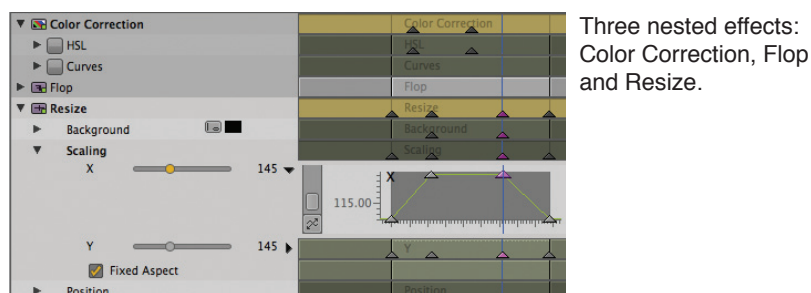 Color Correction Color Correction
HSL HSL
Curves Curves
Flop Flop
Resize Resize
Background Background
Scaling Scaling
X 145 X
115.00
Y 145 Y
Fixed Aspect
Position Position
Three nested effects:
Color Correction, Flop
and Resize.